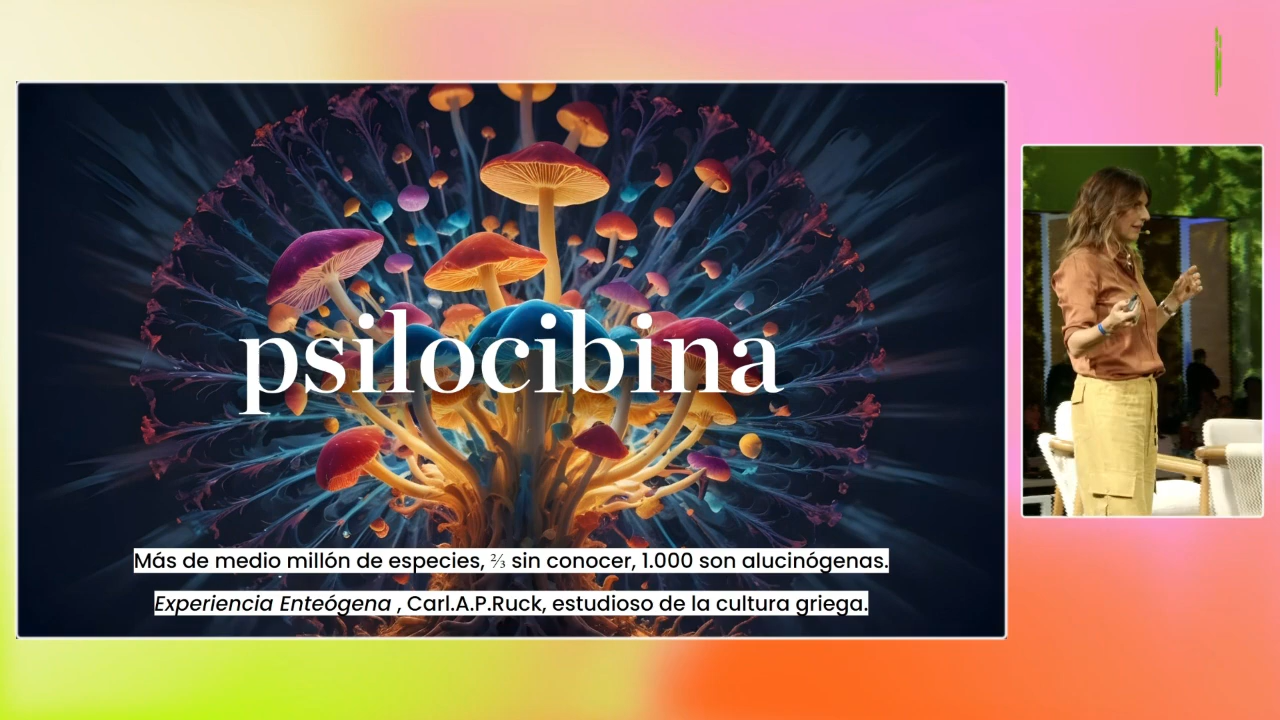 psilocibina
Más de medio millón de especies, ⅔ sin conocer, 1.000 son alucinógenas.
Experiencia Enteógena , Carl.A.P.Ruck, estudioso de la cultura griega.